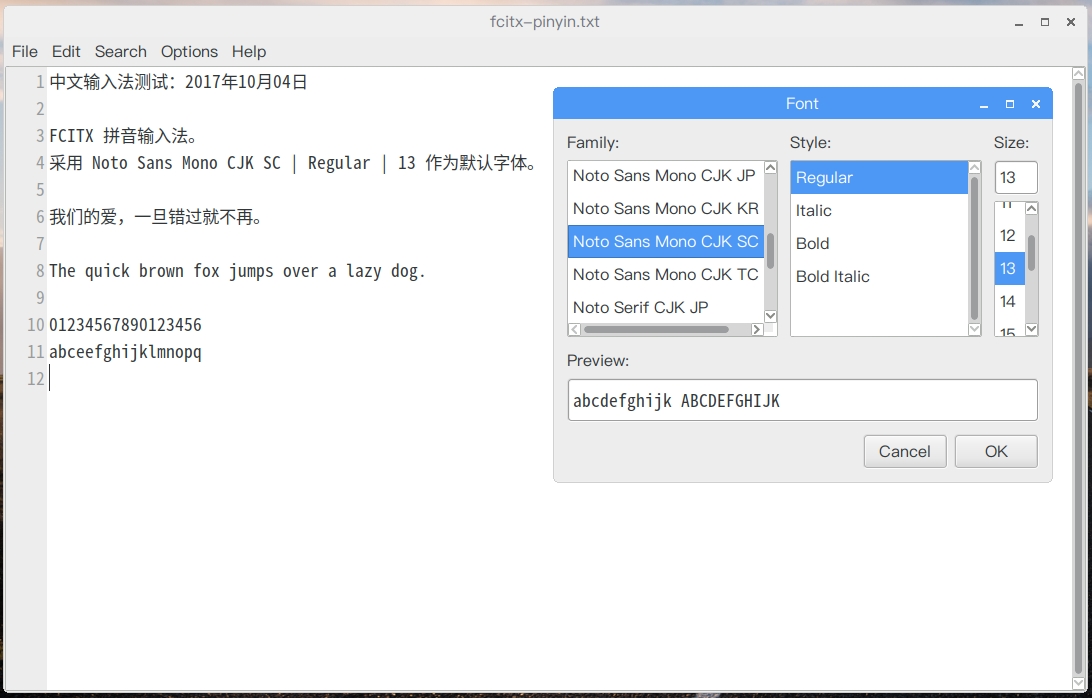 fcitx-pinyin.txt
File Edit Search Options Help
1 中文输入法测试：2017年10月04日
2
3 FCITX 拼音输入法。
4 采用 Noto Sans Mono CJK SC | Regular | 13 作为默认字体。
5
6 我们的爱，一旦错过就不再。
7
8 The quick brown fox jumps over a lazy dog.
9
10 01234567890123456
11 abceefghijklmnopq
12
Font
Family:
Noto Sans Mono CJK JP
Noto Sans Mono CJK KR
Noto Sans Mono CJK SC
Noto Sans Mono CJK TC
Noto Serif CJK JP
Style:
Regular
Italic
Bold
Bold Italic
Size:
13
11
12
13
14
15
Preview:
abcdefghijk ABCDEFGHIJK
Cancel OK